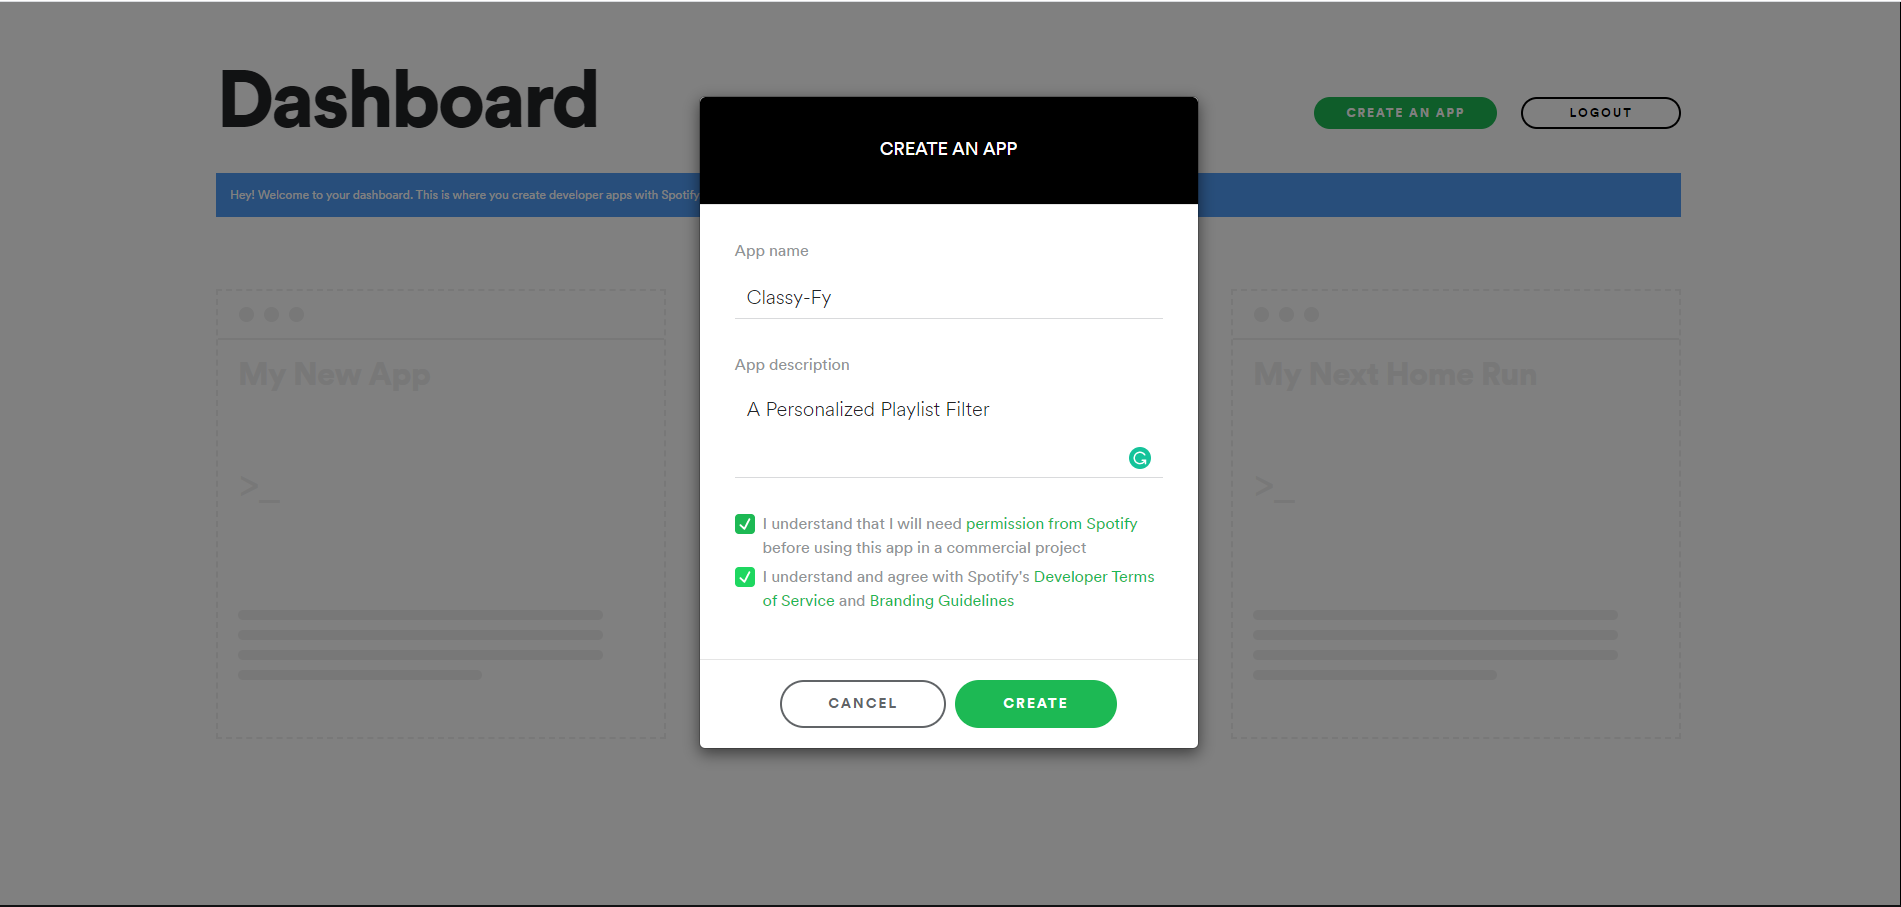 Dashboard
CREATE AN APP
LOGOUT
Hey! Welcome to your dashboard. This is where you create developer apps with Spotify
CREATE AN APP
App name
Classy-Fy
App description
A Personalized Playlist Filter
I understand that I will need permission from Spotify
before using this app in a commercial project
I understand and agree with Spotify's Developer Terms
of Service and Branding Guidelines
CANCEL
CREATE
My New App
>_
My Next Home Run
>_